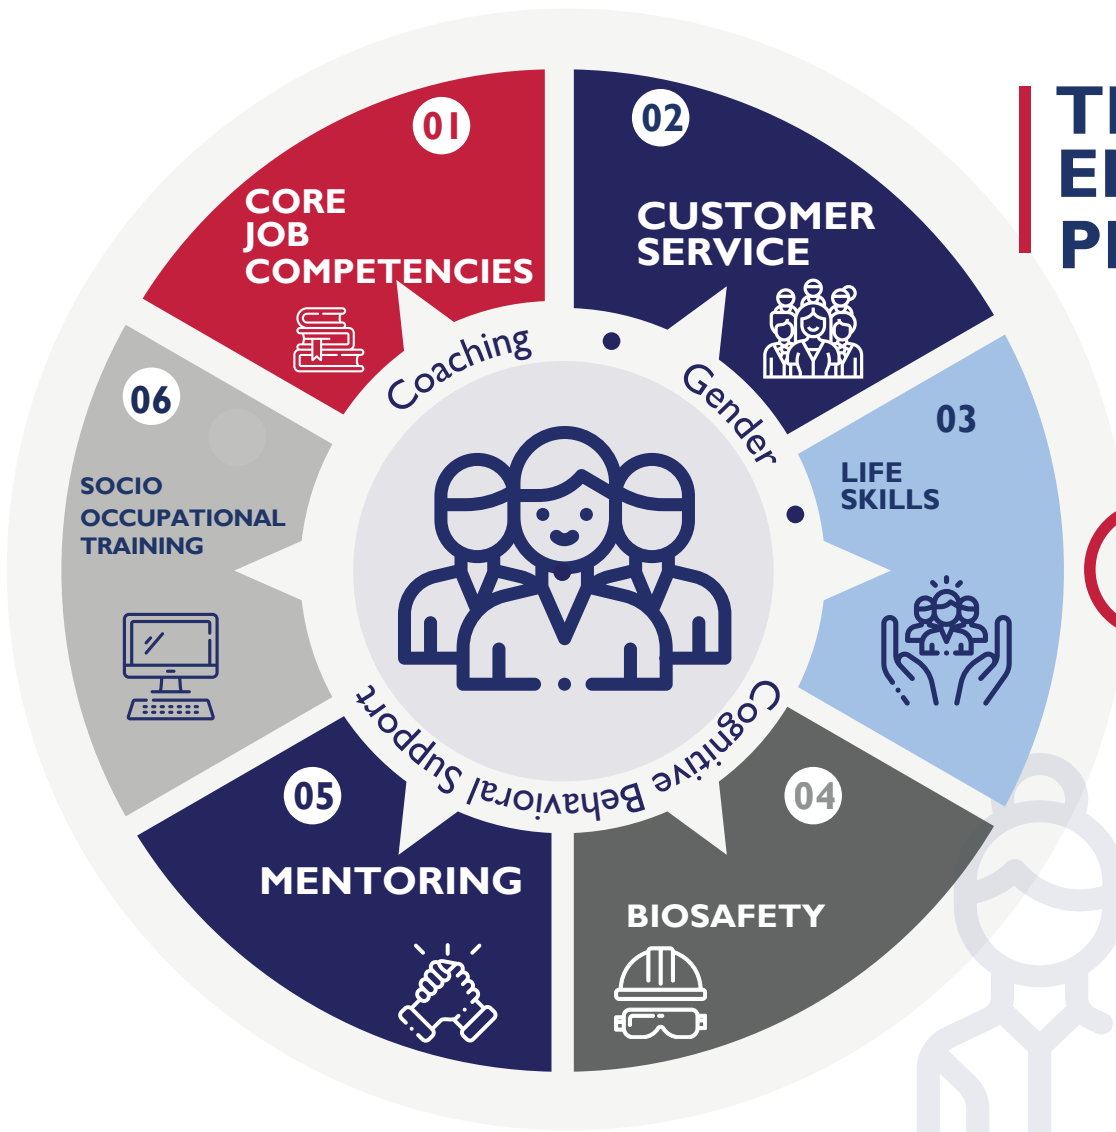 01
CORE
JOB
COMPETENCIES
02
CUSTOMER
SERVICE
03
LIFE
SKILLS
04
BIOSAFETY
05
MENTORING
06
SOCIO
OCCUPATIONAL
TRAINING
Coaching
Gender
Cognitive Behavioral Support